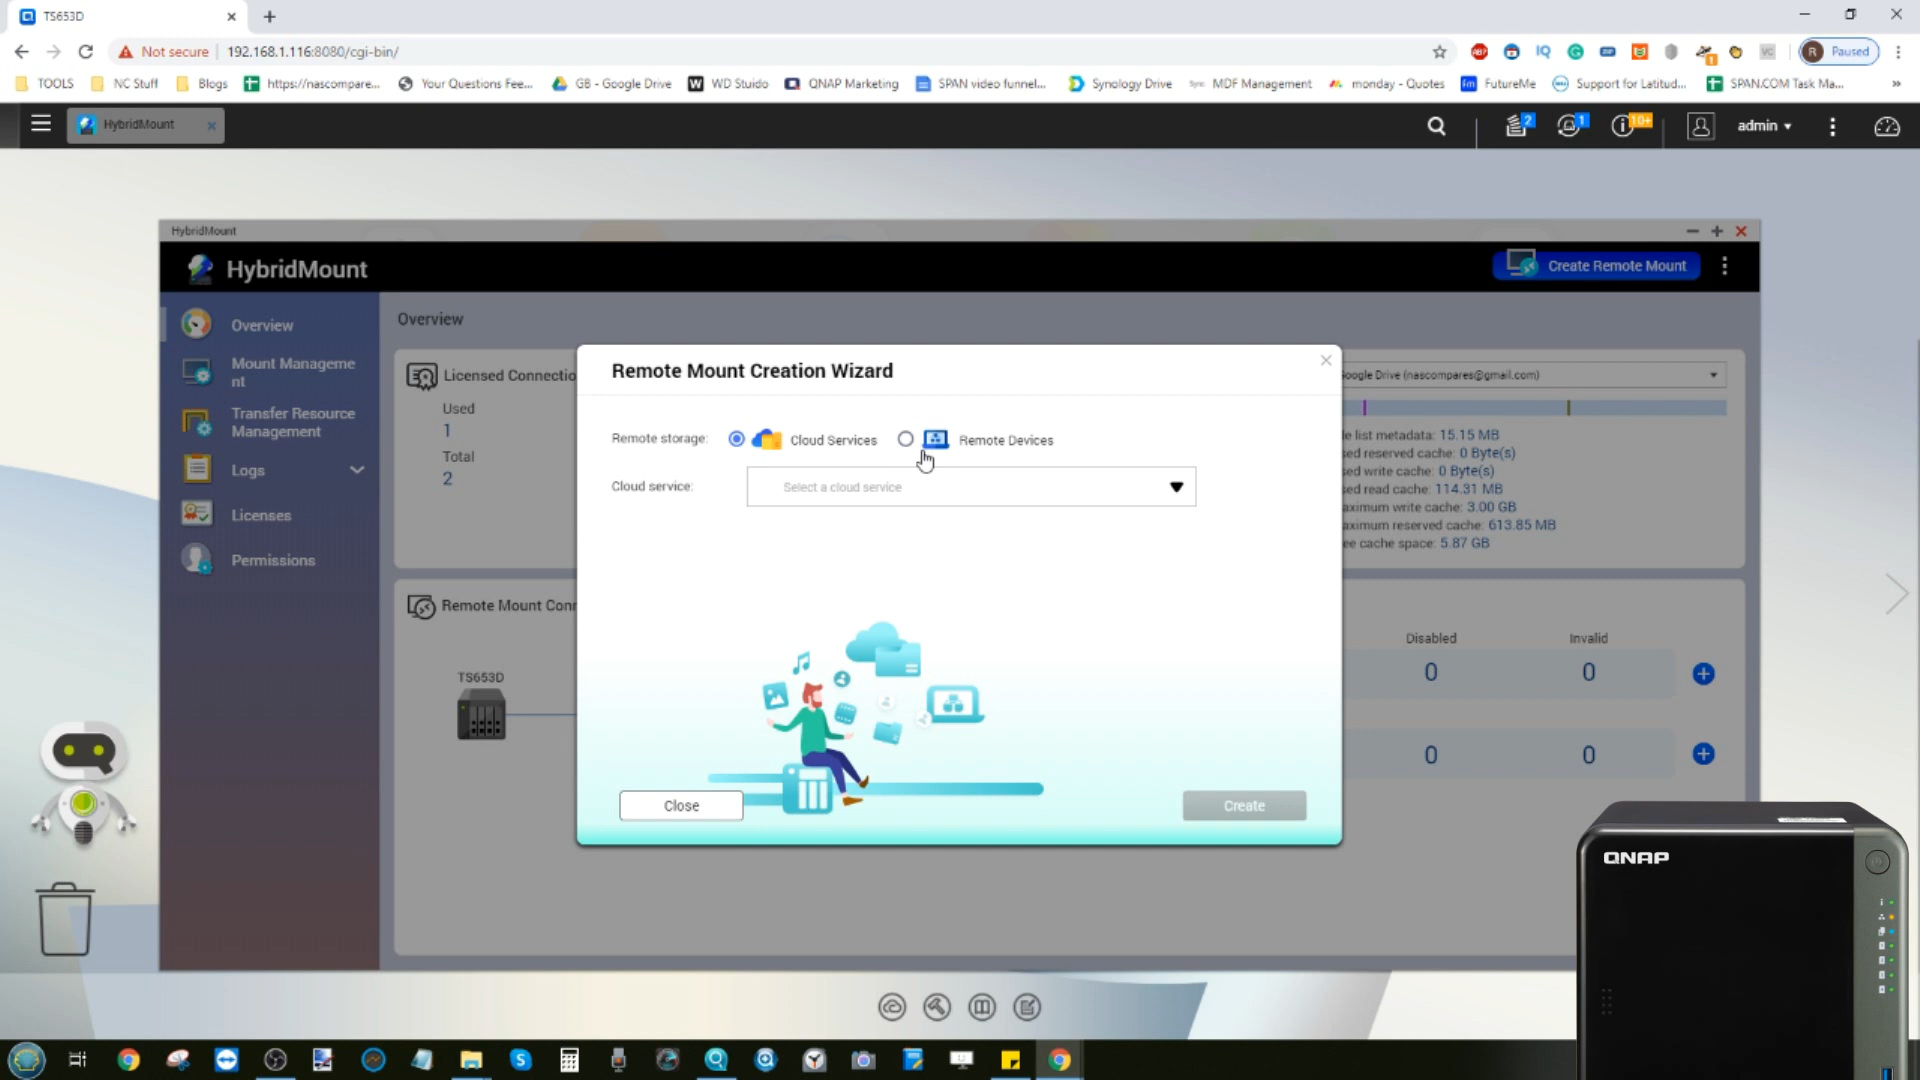 TS653D
Not secure
192.168.1.116:8080/cgi-bin/
Paused
TOOLS
NC Stuff
Blogs
https://nascompare...
Your Questions Fee...
GB - Google Drive
WD Stuido
QNAP Marketing
SPAN video funnel...
Synology Drive
MDF Management
monday - Quotes
FutureMe
Support for Latitud...
SPAN.COM Task Ma...
HybridMount
2
1
10+
admin
HybridMount
HybridMount
Create Remote Mount
Overview
Mount Manageme
nt
Transfer Resource
Management
Logs
Licenses
Permissions
Overview
Licensed Connectio
Used
1
Total
2
oogle Drive (nascompares@gmail.com)
le list metadata: 15.15 MB
ed reserved cache: 0 Byte(s)
ed write cache: 0 Byte(s)
ed read cache: 114.31 MB
aximum write cache: 3.00 GB
aximum reserved cache: 613.85 MB
ee cache space: 5.87 GB
Remote Mount Creation Wizard
Remote storage:
Cloud Services
Remote Devices
Cloud service:
Select a cloud service
Close
Create
Remote Mount Conn
TS653D
Disabled
Invalid
0
0
0
0
QNAP